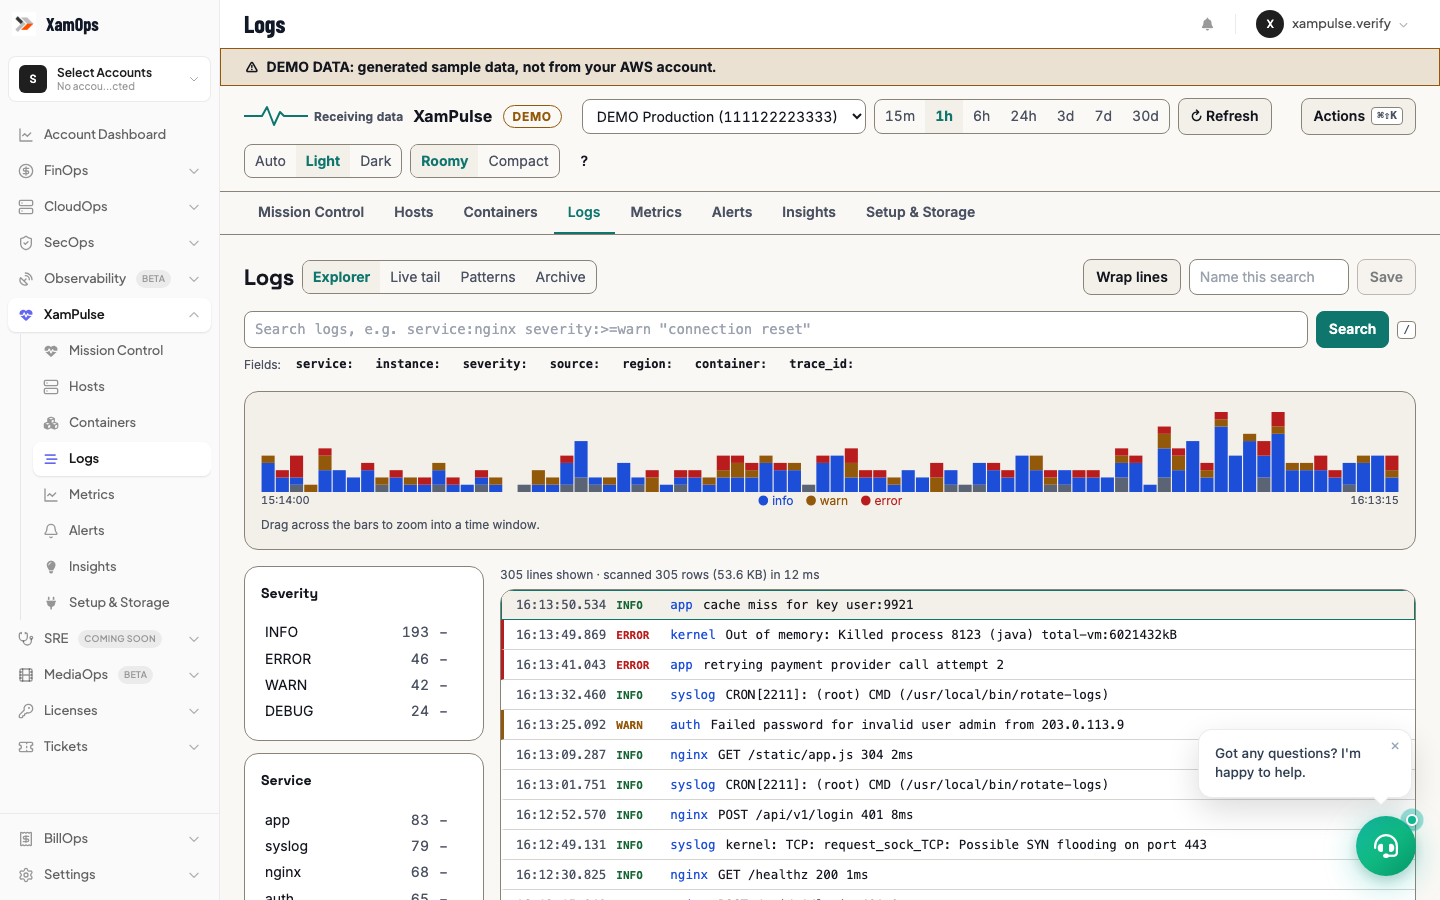 XamOps
Logs
X
xampulse.verify
S
Select Accounts
No accou...cted
DEMO DATA: generated sample data, not from your AWS account.
Receiving data XamPulse DEMO
DEMO Production (111122223333)
15m 1h 6h 24h 3d 7d 30d
Refresh
Actions ⌘⇧K
Auto Light Dark
Roomy Compact
?
Account Dashboard
FinOps
CloudOps
SecOps
Observability BETA
XamPulse
Mission Control
Hosts
Containers
Logs
Metrics
Alerts
Insights
Setup & Storage
SRE COMING SOON
MediaOps BETA
Licenses
Tickets
BillOps
Settings
Mission Control Hosts Containers Logs Metrics Alerts Insights Setup & Storage
Logs
Explorer Live tail Patterns Archive
Wrap lines
Name this search
Save
Search logs, e.g. service:nginx severity:>=warn "connection reset"
Search
/
Fields: service: instance: severity: source: region: container: trace_id:
15:14:00 info warn error 16:13:15
Drag across the bars to zoom into a time window.
Severity
INFO 193 –
ERROR 46 –
WARN 42 –
DEBUG 24 –
Service
app 83 –
syslog 79 –
nginx 68 –
auth 65 –
305 lines shown · scanned 305 rows (53.6 KB) in 12 ms
16:13:50.534 INFO app cache miss for key user:9921
16:13:49.869 ERROR kernel Out of memory: Killed process 8123 (java) total-vm:6021432kB
16:13:41.043 ERROR app retrying payment provider call attempt 2
16:13:32.460 INFO syslog CRON[2211]: (root) CMD (/usr/local/bin/rotate-logs)
16:13:25.092 WARN auth Failed password for invalid user admin from 203.0.113.9
16:13:09.287 INFO nginx GET /static/app.js 304 2ms
16:13:01.751 INFO syslog CRON[2211]: (root) CMD (/usr/local/bin/rotate-logs)
16:12:52.570 INFO nginx POST /api/v1/login 401 8ms
16:12:49.131 INFO syslog kernel: TCP: request_sock_TCP: Possible SYN flooding on port 443
16:12:30.825 INFO nginx GET /healthz 200 1ms
Got any questions? I'm
happy to help.